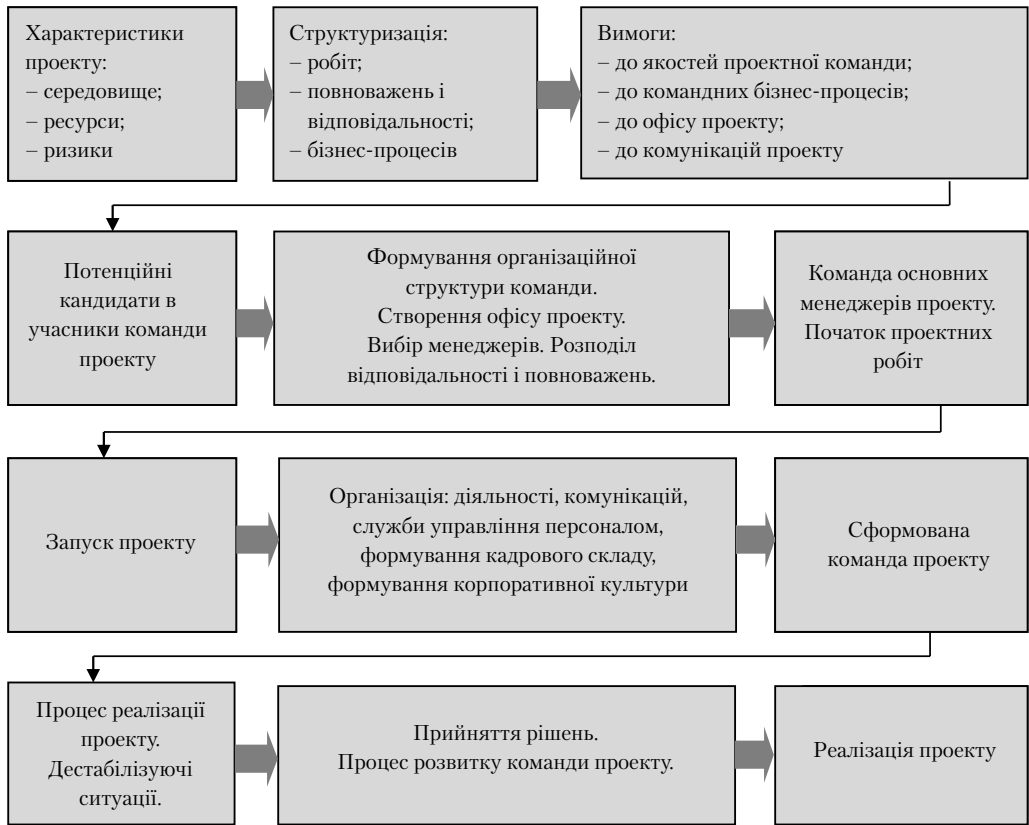 Характеристики
проекту:
– середовище;
– ресурси;
– ризики
Структуризація:
– робіт;
– повноважень і
відповідальності;
– бізнес-процесів
Вимоги:
– до якостей проектної команди;
– до командних бізнес-процесів;
– до офісу проекту;
– до комунікацій проекту
Потенційні
кандидати в
учасники команди
проекту
Формування організаційної
структури команди.
Створення офісу проекту.
Вибір менеджерів. Розподіл
відповідальності і повноважень.
Команда основних
менеджерів проекту.
Початок проектних
робіт
Запуск проекту
Організація: діяльності, комунікацій,
служби управління персоналом,
формування кадрового складу,
формування корпоративної культури
Сформована
команда проекту
Процес реалізації
проекту.
Дестабілізуючі
ситуації.
Прийняття рішень.
Процес розвитку команди проекту.
Реалізація проекту